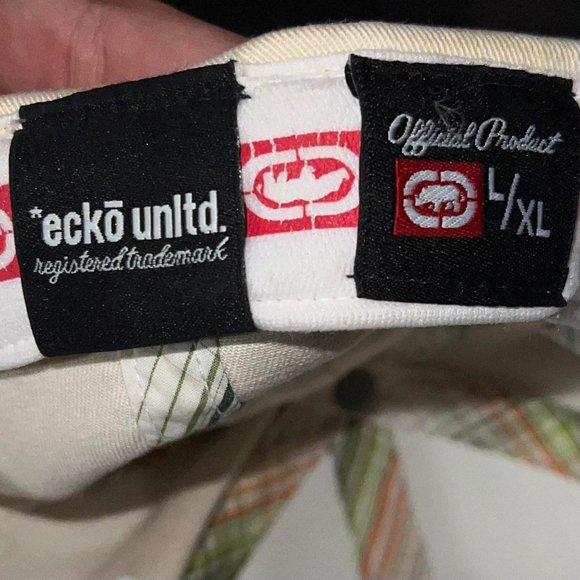 *eckō unltd.
registered trademark
Official Product
L/XL